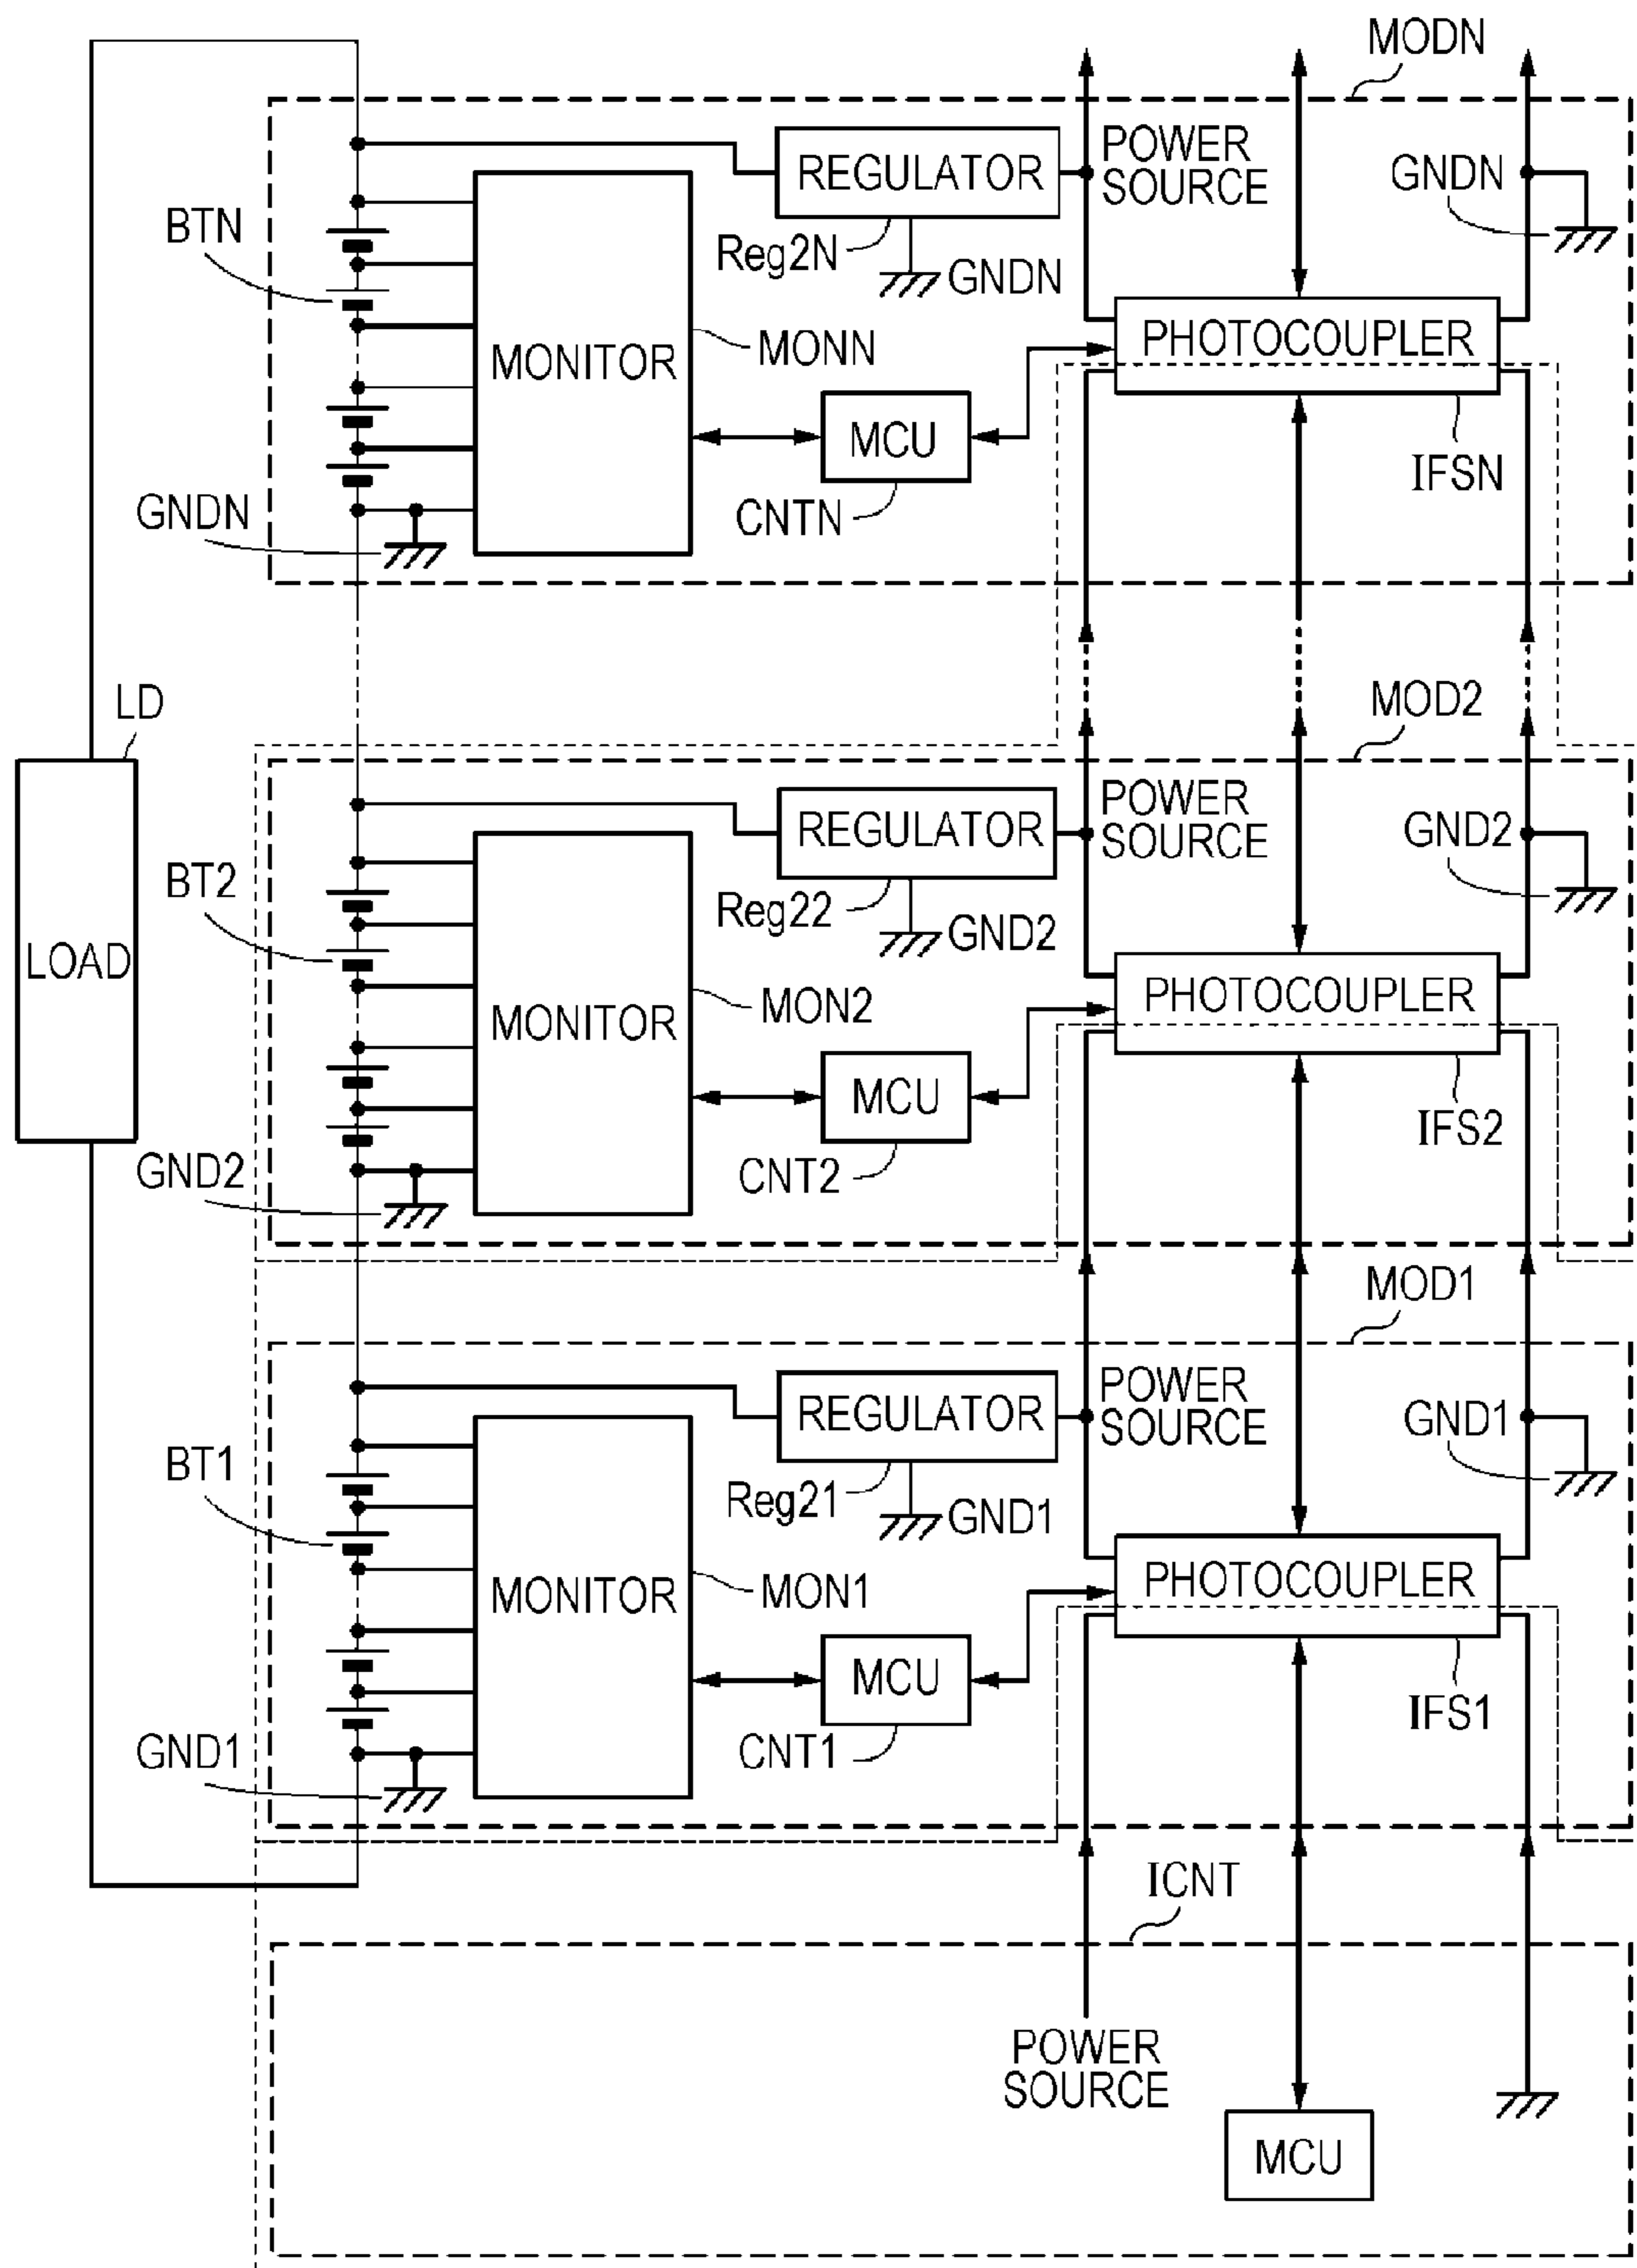 MODN
POWER
SOURCE
REGULATOR
GNDN
BTN
Reg2N
GNDN
PHOTOCOUPLER
MONITOR
MONN
MCU
IFSN
GNDN
CNTN
LD
MOD2
POWER
SOURCE
REGULATOR
GND2
BT2
Reg22
GND2
LOAD
PHOTOCOUPLER
MONITOR
MON2
MCU
IFS2
GND2
CNT2
MOD1
POWER
SOURCE
REGULATOR
GND1
BT1
Reg21
GND1
PHOTOCOUPLER
MONITOR
MON1
MCU
IFS1
GND1
CNT1
ICNT
POWER
SOURCE
MCU